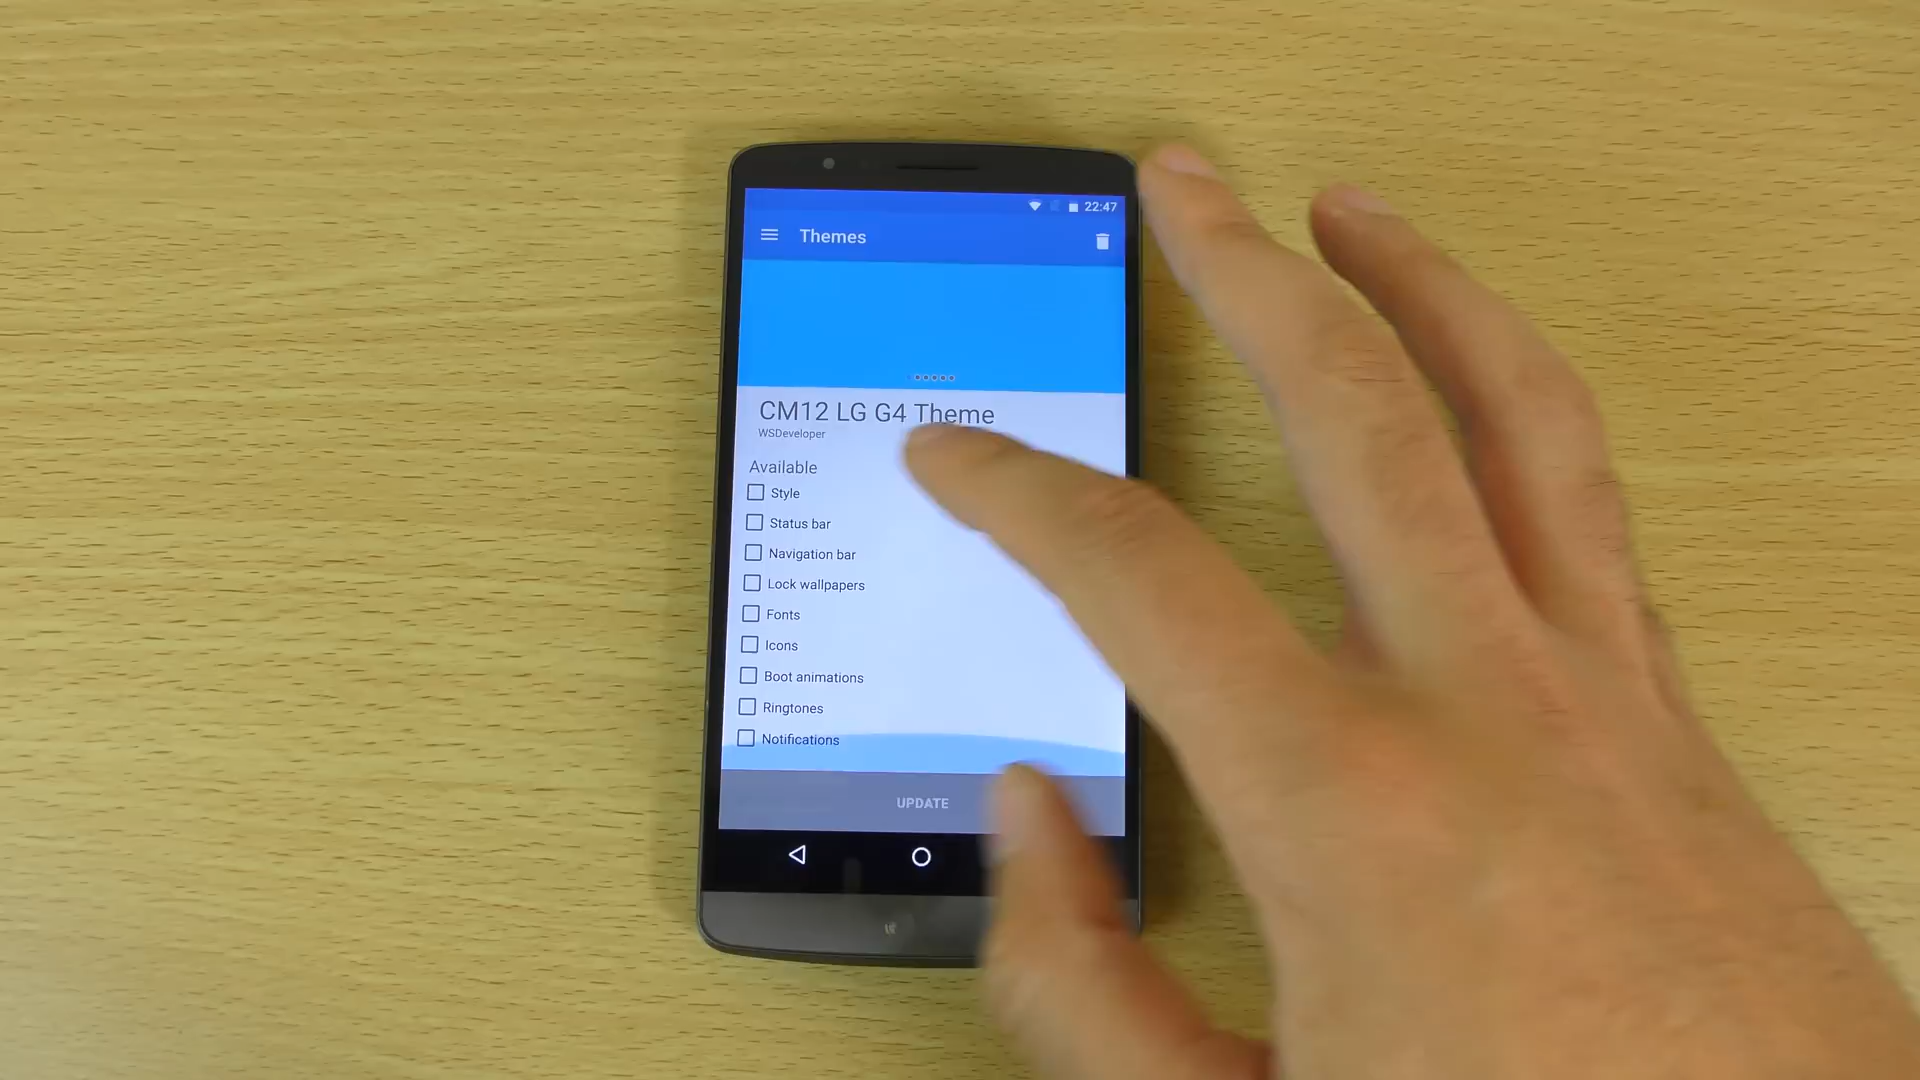 22:47
Themes
CM12 LG G4 Theme
WSDeveloper
Available
Style
Status bar
Navigation bar
Lock wallpapers
Fonts
Icons
Boot animations
Ringtones
Notifications
UPDATE